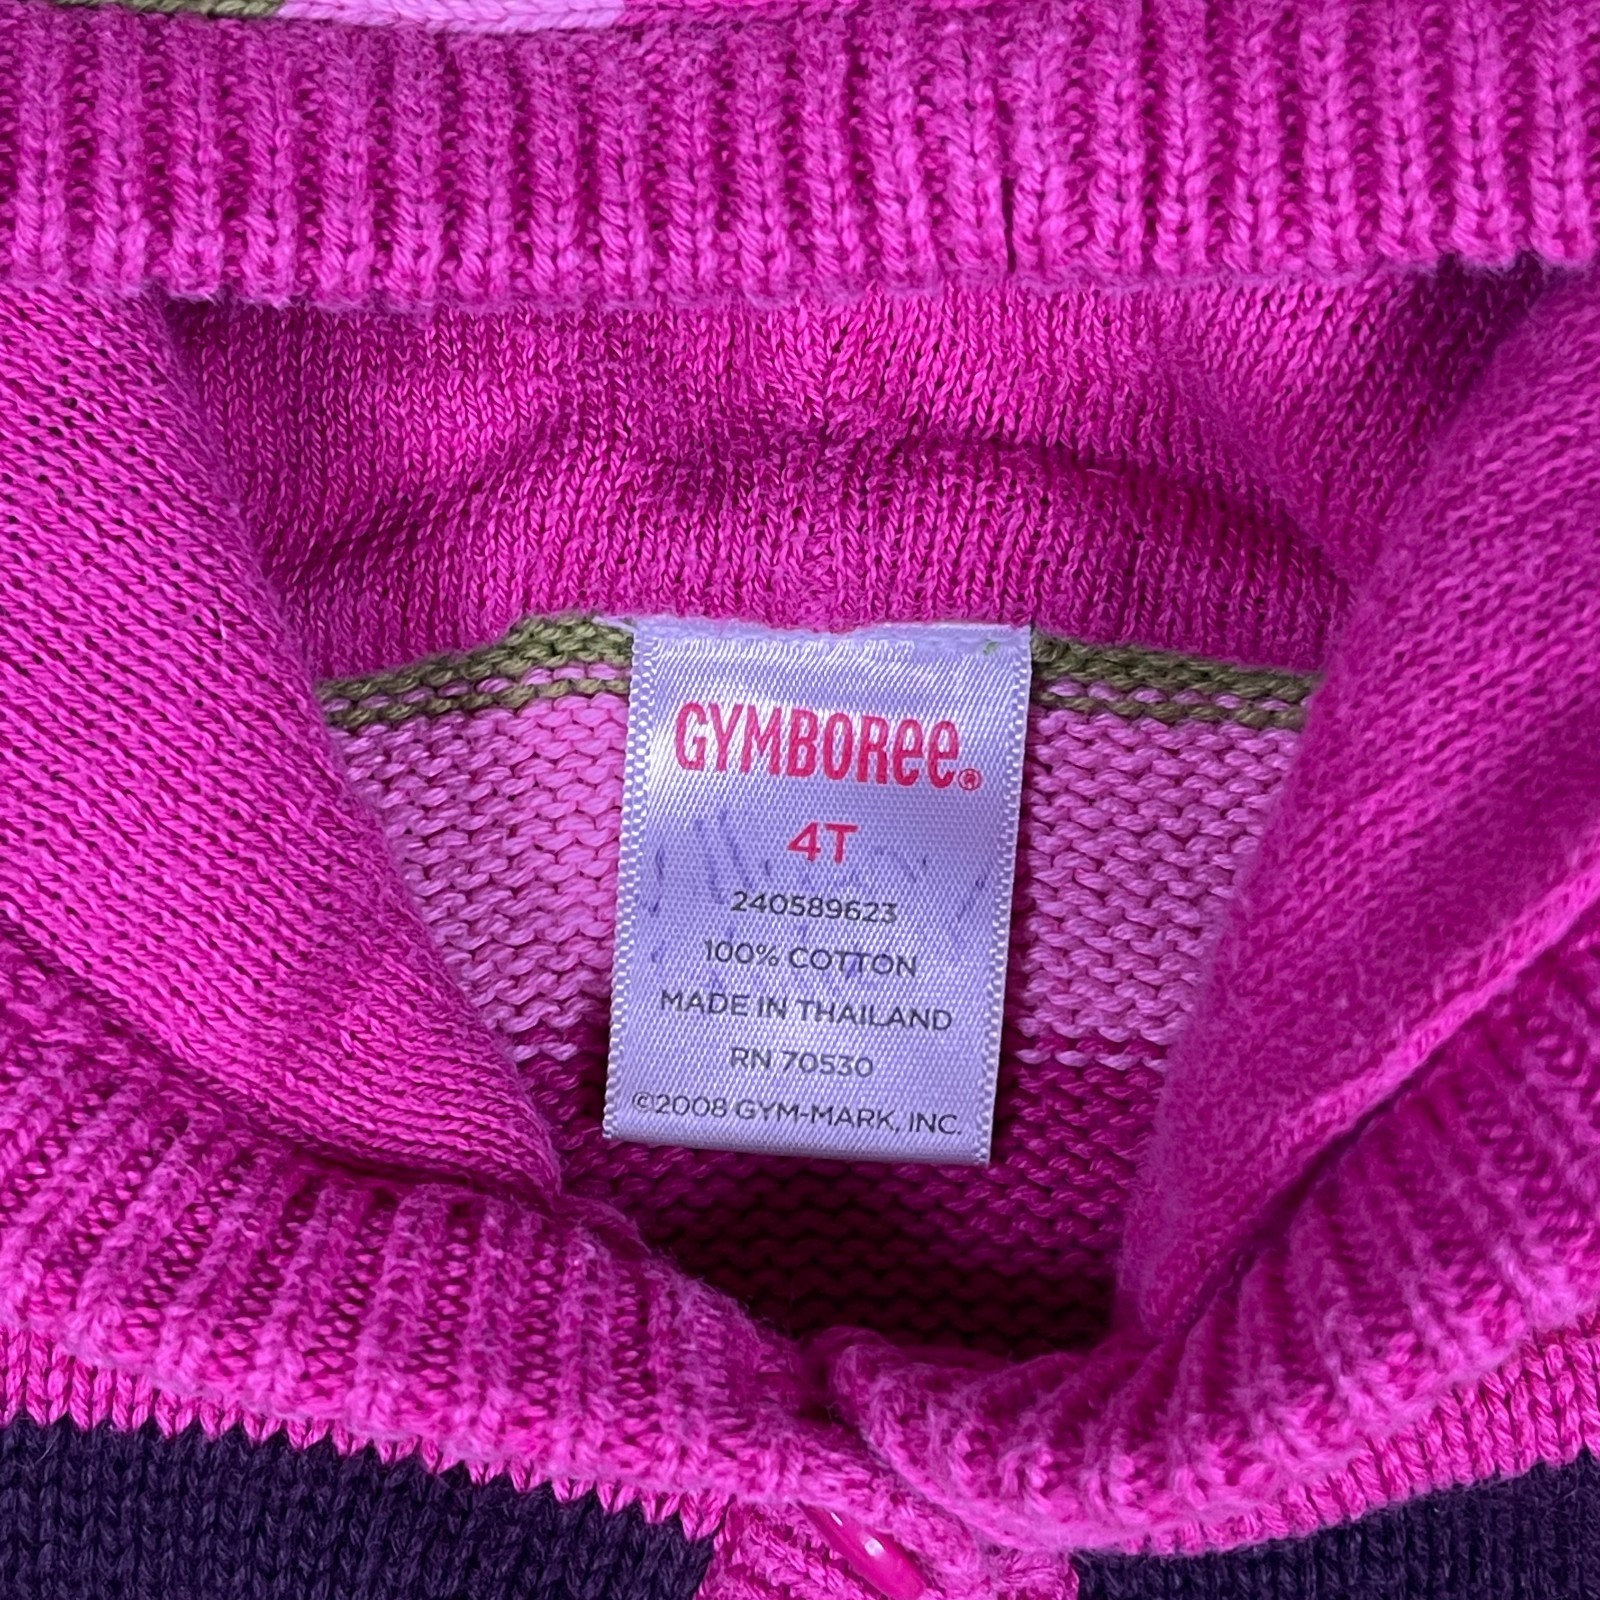 GYMBOREE®
4T
240589623
100% COTTON
MADE IN THAILAND
RN 70530
©2008 GYM-MARK, INC.